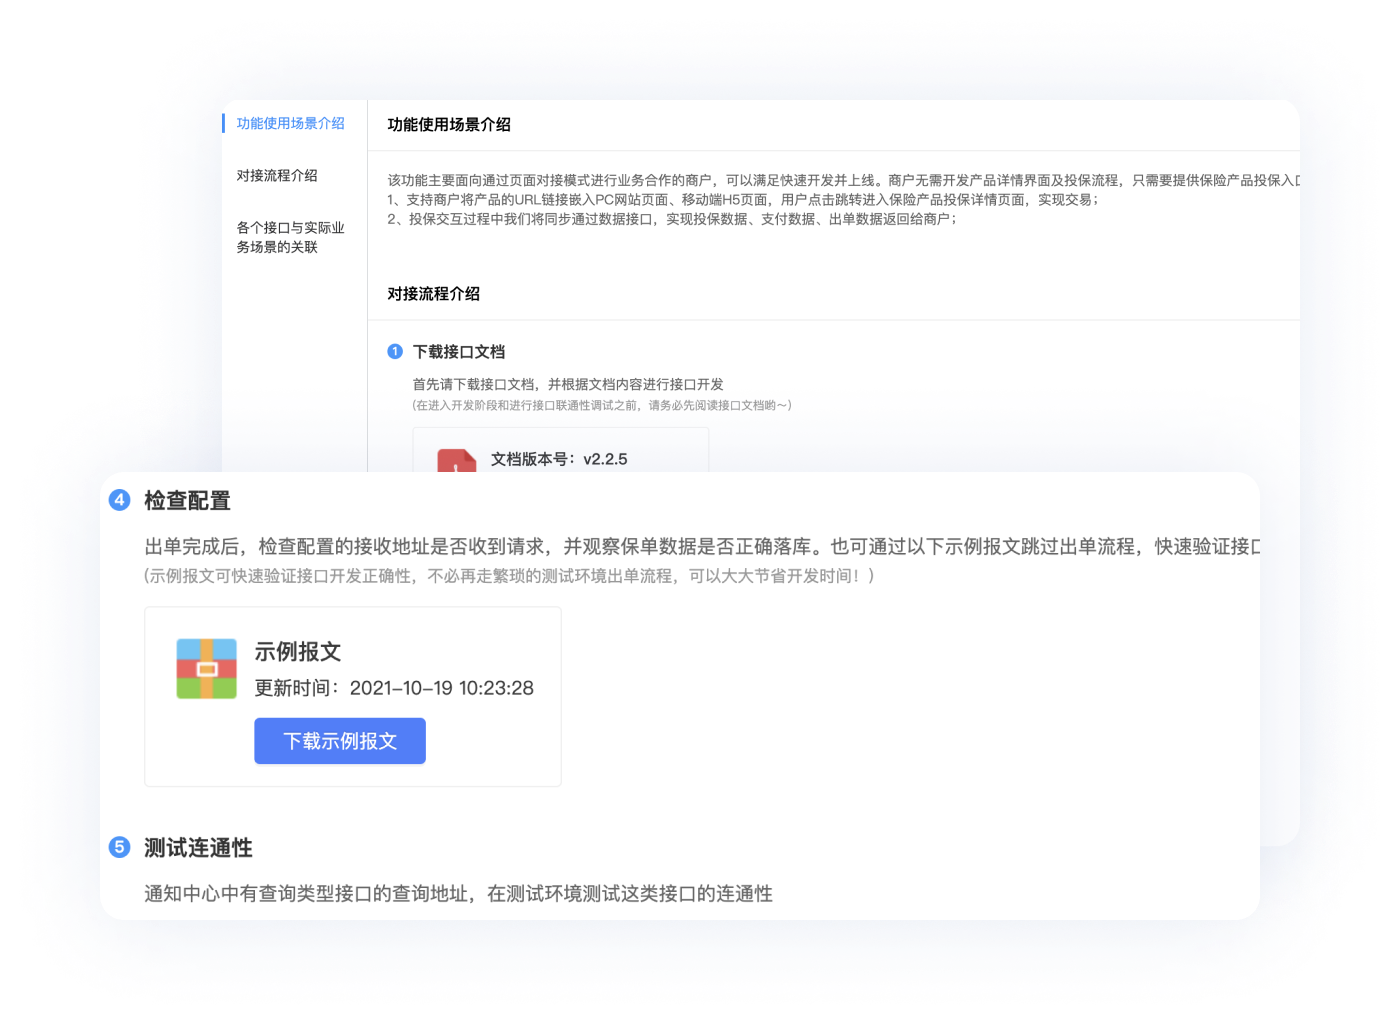 功能使用场景介绍
对接流程介绍
各个接口与实际业
务场景的关联
功能使用场景介绍
该功能主要面向通过页面对接模式进行业务合作的商户，可以满足快速开发并上线。商户无需开发产品详情界面及投保流程，只需要提供保险产品投保入口
1、支持商户将产品的URL链接嵌入PC网站页面、移动端H5页面，用户点击跳转进入保险产品投保详情页面，实现交易；
2、投保交互过程中我们将同步通过数据接口，实现投保数据、支付数据、出单数据返回给商户；
对接流程介绍
1 下载接口文档
首先请下载接口文档，并根据文档内容进行接口开发
(在进入开发阶段和进行接口联通性调试之前，请务必先阅读接口文档哟～)
文档版本号：v2.2.5
4 检查配置
出单完成后，检查配置的接收地址是否收到请求，并观察保单数据是否正确落库。也可通过以下示例报文跳过出单流程，快速验证接口
(示例报文可快速验证接口开发正确性，不必再走繁琐的测试环境出单流程，可以大大节省开发时间！)
示例报文
更新时间：2021-10-19 10:23:28
下载示例报文
5 测试连通性
通知中心中有查询类型接口的查询地址，在测试环境测试这类接口的连通性